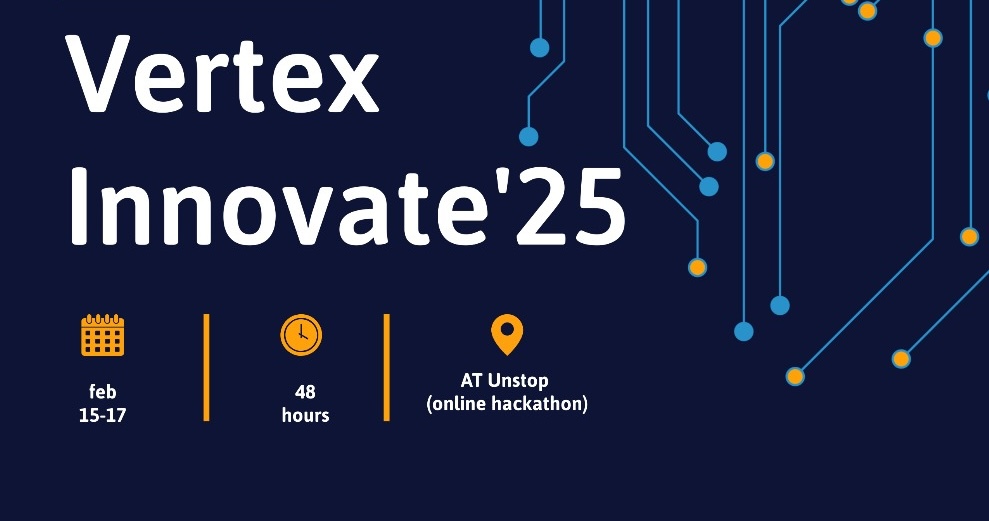 Vertex
Innovate'25
feb
15-17
48
hours
AT Unstop
(online hackathon)